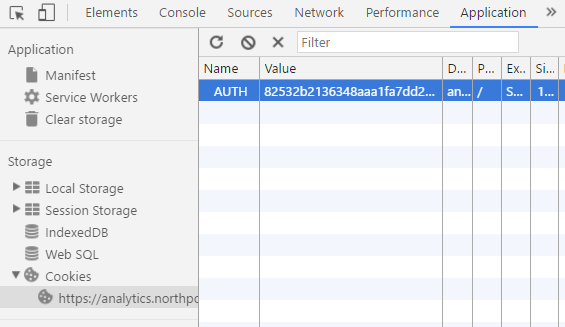 Elements Console Sources Network Performance Application »
Application
Manifest
Service Workers
Clear storage
Storage
Local Storage
Session Storage
IndexedDB
Web SQL
Cookies
https://analytics.northpo
Filter
Name Value D... P... Ex... Si...
AUTH 82532b2136348aaa1fa7dd2... an... / S... 1...